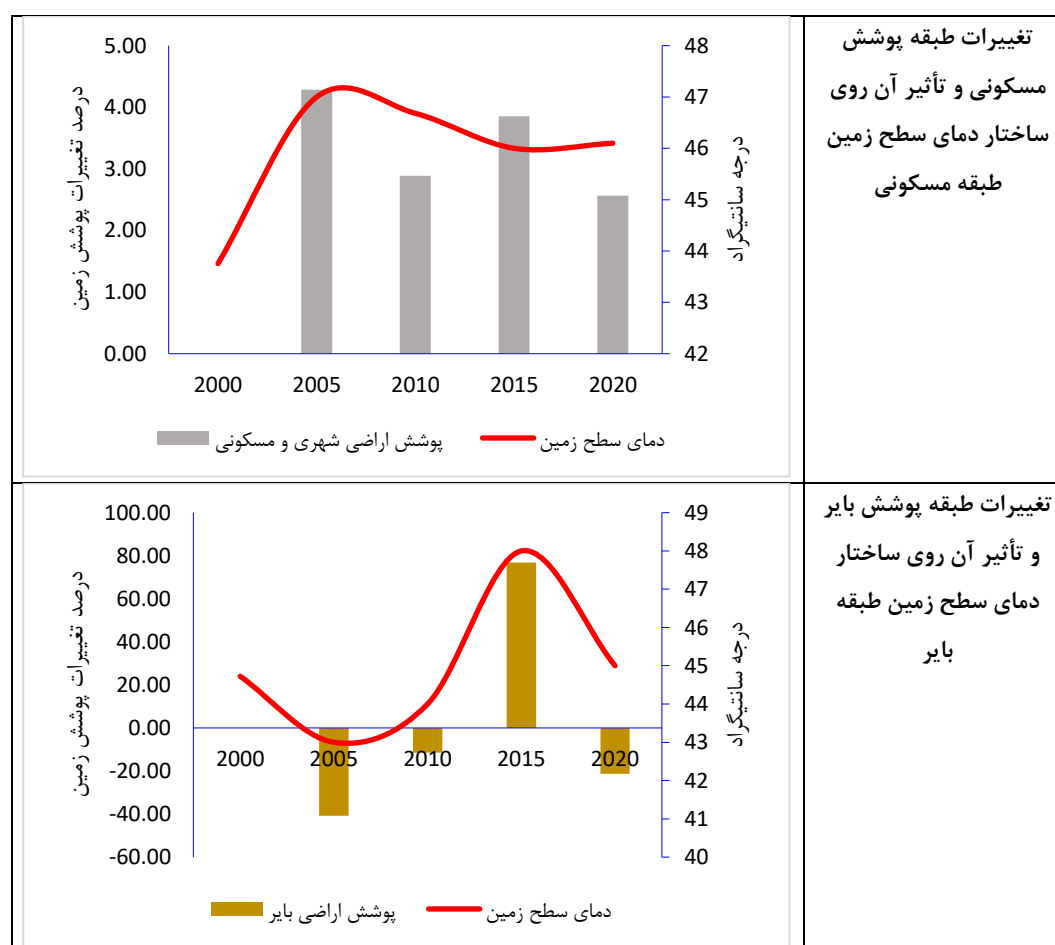 تغییرات طبقه پوشش
مسکونی و تأثیر آن روی
ساختار دمای سطح زمین
طبقه مسکونی
درصد تغییرات پوشش زمین
5.00
4.00
3.00
2.00
1.00
0.00
48
47
46
45
44
43
42
درجه سانتیگراد
2000 2005 2010 2015 2020
پوشش اراضی شهری و مسکونی
دمای سطح زمین
تغییرات طبقه پوشش بایر
و تأثیر آن روی ساختار
دمای سطح زمین طبقه
بایر
درصد تغییرات پوشش زمین
100.00
80.00
60.00
40.00
20.00
0.00
-20.00
-40.00
-60.00
49
48
47
46
45
44
43
42
41
40
درجه سانتیگراد
2000 2005 2010 2015 2020
پوشش اراضی بایر
دمای سطح زمین